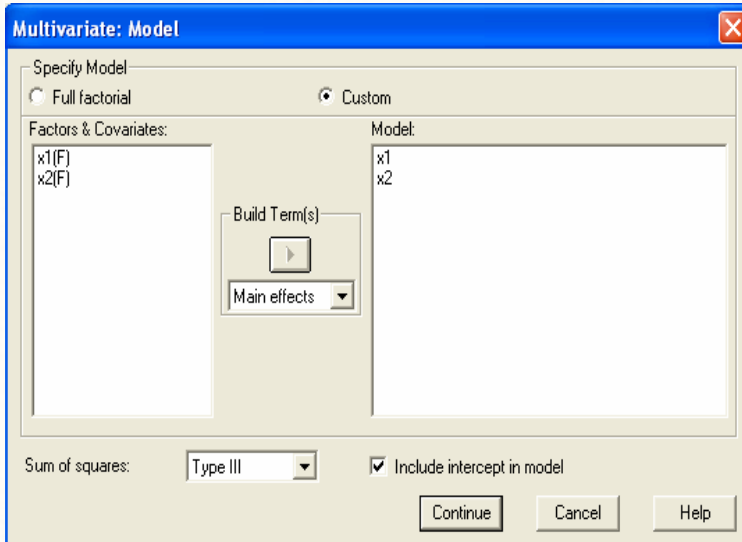 Multivariate: Model
Specify Model
Full factorial
Custom
Factors & Covariates:
x1(F)
x2(F)
Build Term(s)
Main effects
Model:
x1
x2
Sum of squares:
Type III
Include intercept in model
Continue
Cancel
Help